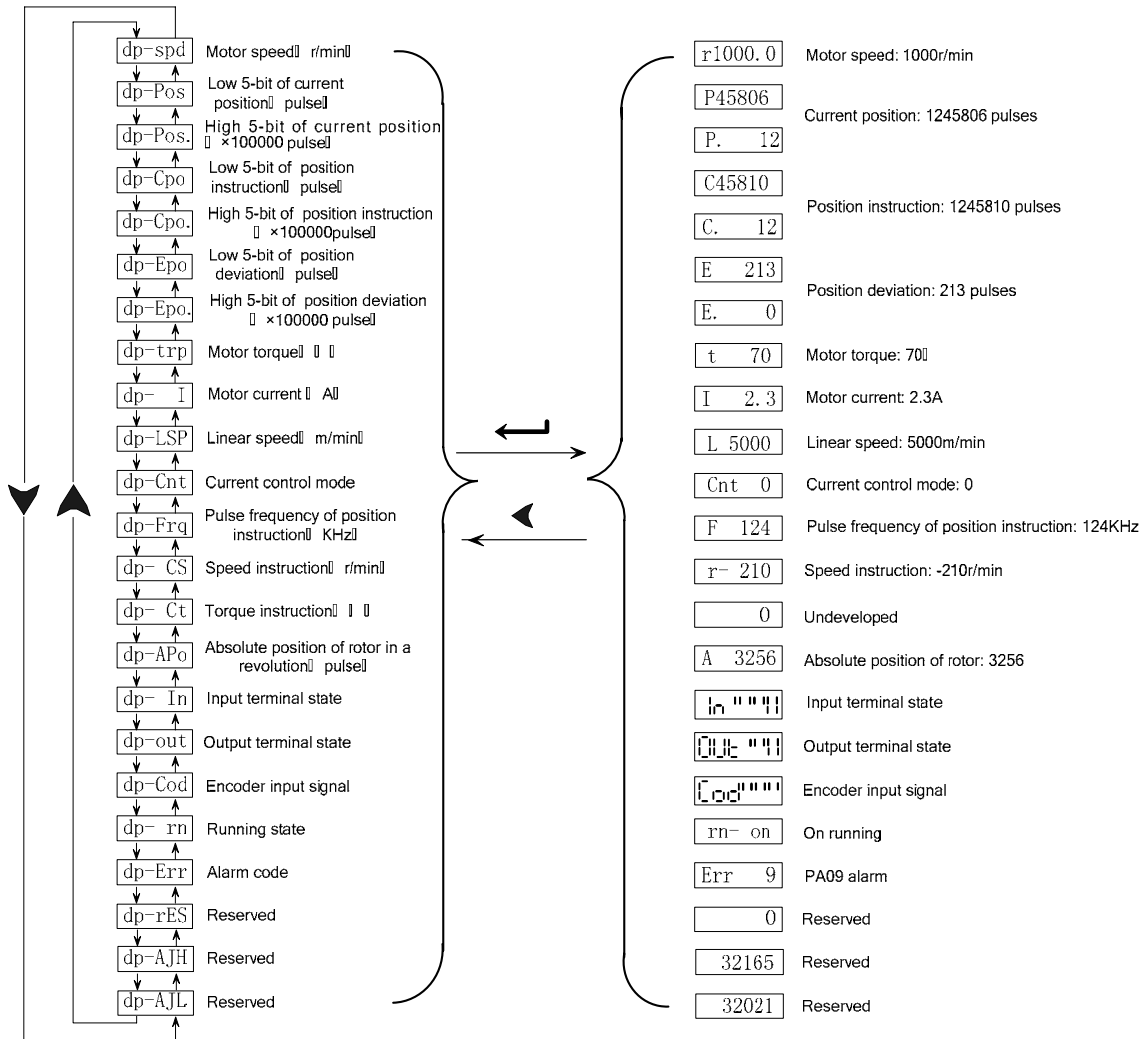 dp-spd Motor speed▯ r/min▯
dp-Pos Low 5-bit of current
position▯ pulse▯
dp-Pos. High 5-bit of current position
▯ ×100000 pulse▯
dp-Cpo Low 5-bit of position
instruction▯ pulse▯
dp-Cpo. High 5-bit of position instruction
▯ ×100000pulse▯
dp-Epo Low 5-bit of position
deviation▯ pulse▯
dp-Epo. High 5-bit of position deviation
▯ ×100000 pulse▯
dp-trp Motor torque▯ ▯ ▯
dp- I Motor current ▯ A▯
dp-LSP Linear speed▯ m/min▯
dp-Cnt Current control mode
dp-Frq Pulse frequency of position
instruction▯ KHz▯
dp- CS Speed instruction▯ r/min▯
dp- Ct Torque instruction▯ ▯ ▯
dp-APo Absolute position of rotor in a
revolution▯ pulse▯
dp- In Input terminal state
dp-out Output terminal state
dp-Cod Encoder input signal
dp- rn Running state
dp-Err Alarm code
dp-rES Reserved
dp-AJH Reserved
dp-AJL Reserved
r1000.0 Motor speed: 1000r/min
P45806
Current position: 1245806 pulses
P. 12
C45810
Position instruction: 1245810 pulses
C. 12
E 213
Position deviation: 213 pulses
E. 0
t 70 Motor torque: 70▯
I 2.3 Motor current: 2.3A
L 5000 Linear speed: 5000m/min
Cnt 0 Current control mode: 0
F 124 Pulse frequency of position instruction: 124KHz
r- 210 Speed instruction: -210r/min
0 Undeveloped
A 3256 Absolute position of rotor: 3256
In Input terminal state
OUt Output terminal state
Cod Encoder input signal
rn- on On running
Err 9 PA09 alarm
0 Reserved
32165 Reserved
32021 Reserved